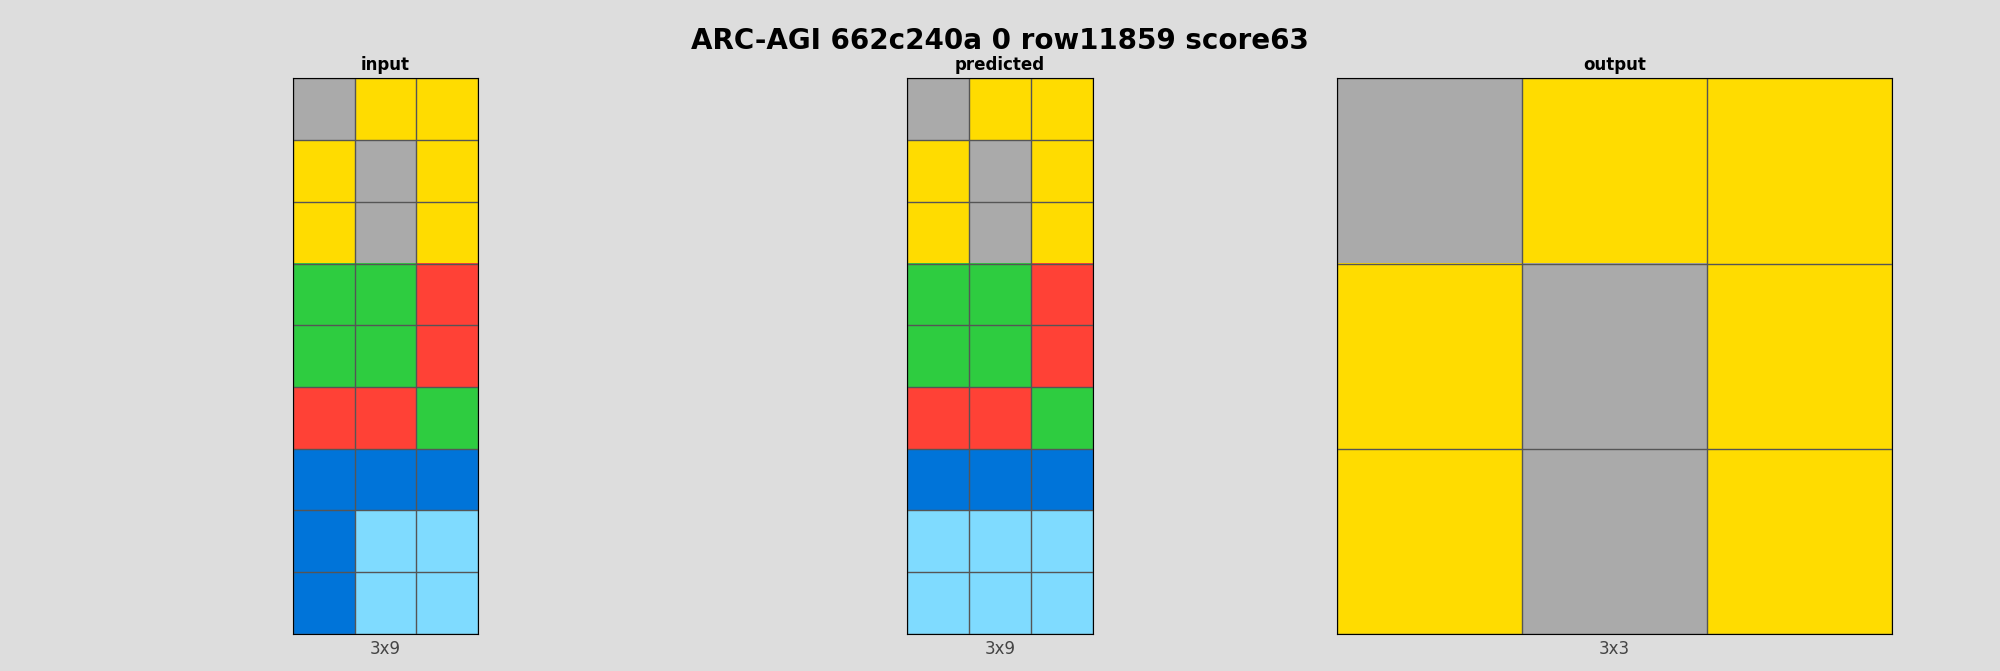 ARC-AGI 662c240a 0 row11859 score63
input
predicted
output
3x9
3x9
3x3